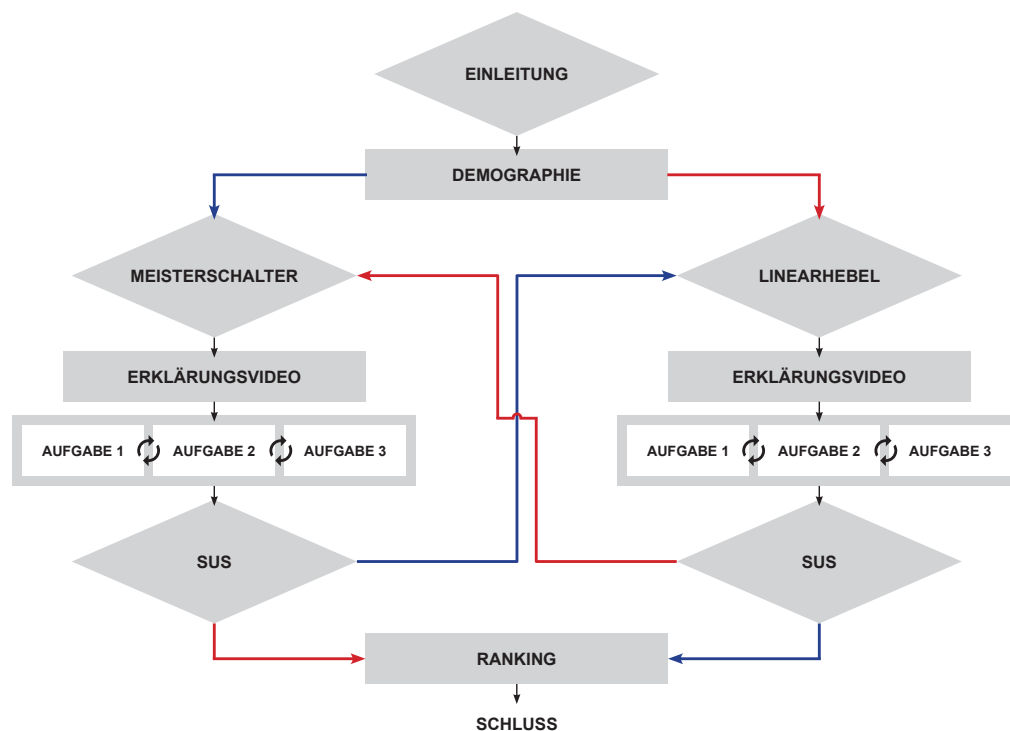 EINLEITUNG
DEMOGRAPHIE
MEISTERSCHALTER
LINEARHEBEL
ERKLÄRUNGSVIDEO
ERKLÄRUNGSVIDEO
AUFGABE 1 AUFGABE 2 AUFGABE 3
AUFGABE 1 AUFGABE 2 AUFGABE 3
SUS
SUS
RANKING
SCHLUSS